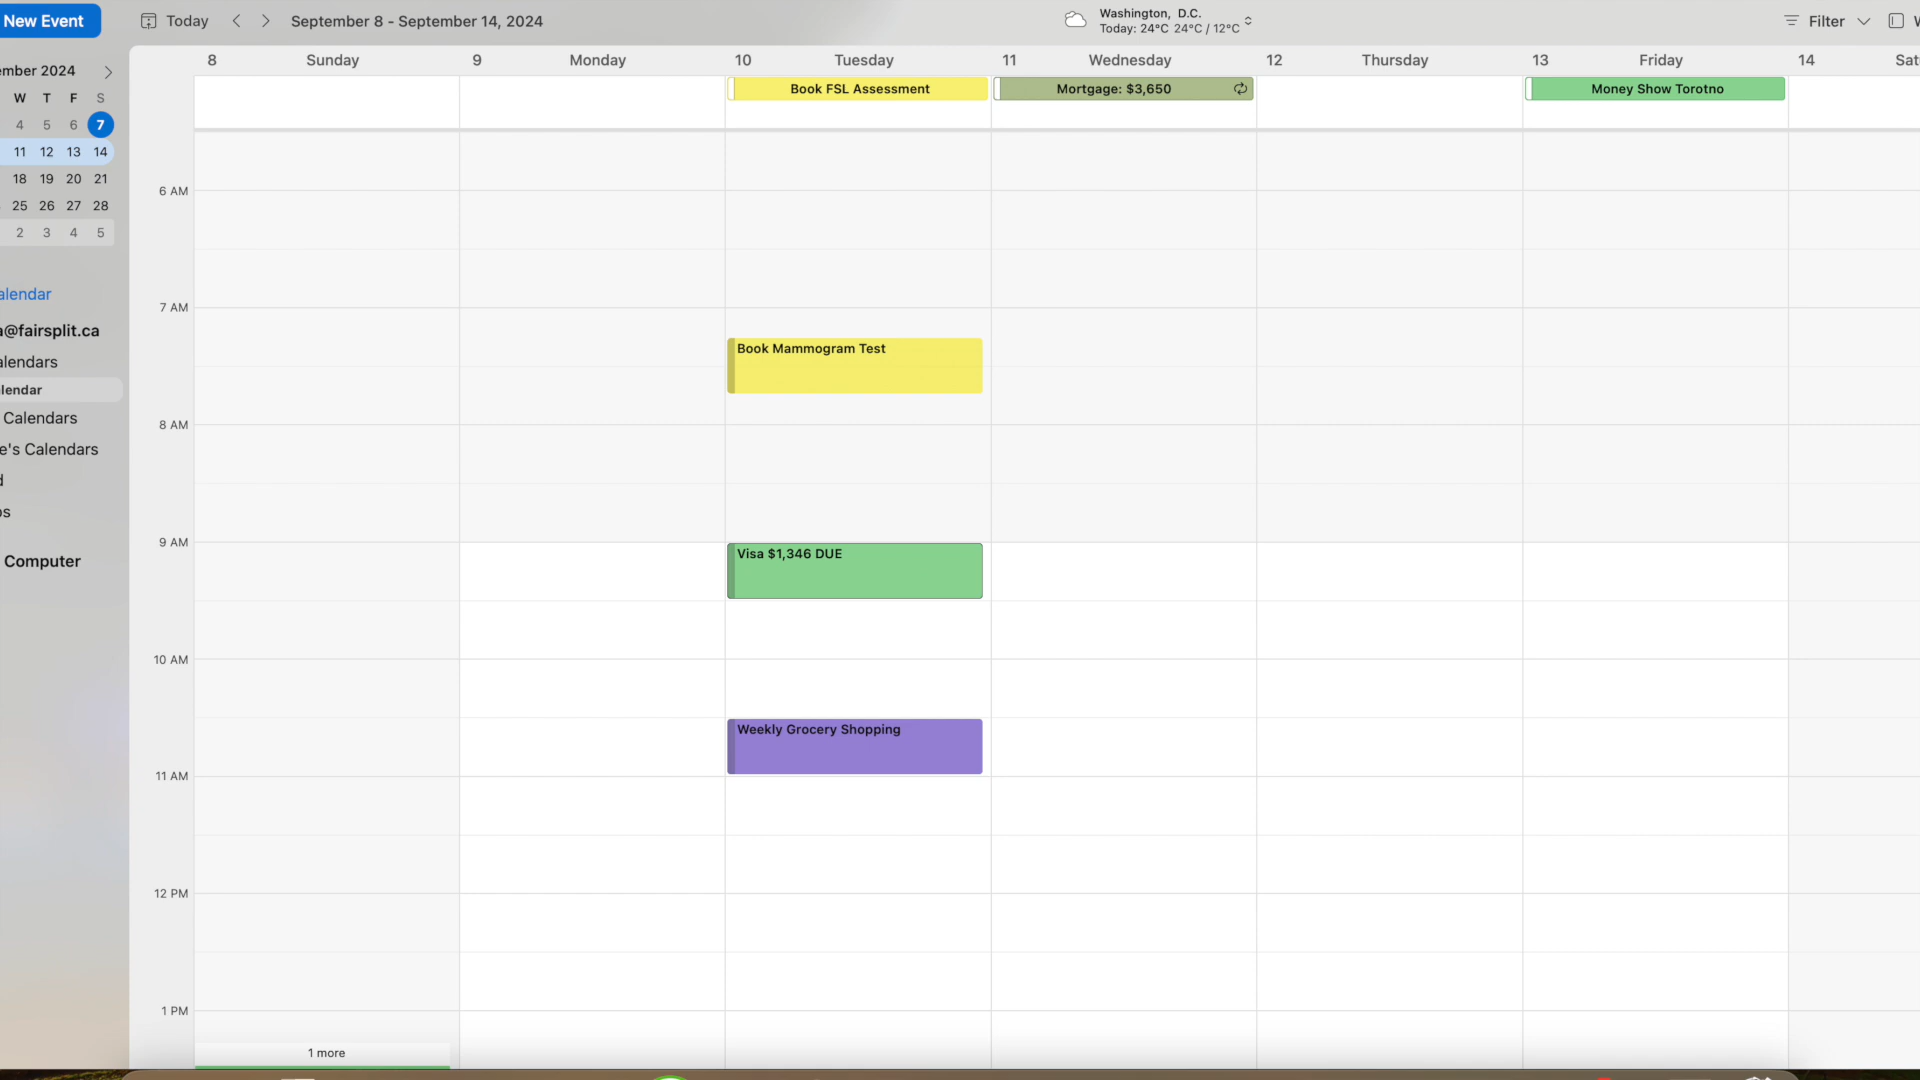 New Event
Today
September 8 - September 14, 2024
Washington, D.C.
Today: 24°C 24°C / 12°C
Filter
ember 2024
W T F S
4 5 6 7
11 12 13 14
18 19 20 21
25 26 27 28
2 3 4 5
alendar
a@fairsplit.ca
alendars
lendar
Calendars
e's Calendars
d
os
Computer
8 Sunday 9 Monday 10 Tuesday 11 Wednesday 12 Thursday 13 Friday 14 Sat
Book FSL Assessment
Mortgage: $3,650
Money Show Torotno
6 AM
7 AM
Book Mammogram Test
8 AM
9 AM
Visa $1,346 DUE
10 AM
Weekly Grocery Shopping
11 AM
12 PM
1 PM
1 more